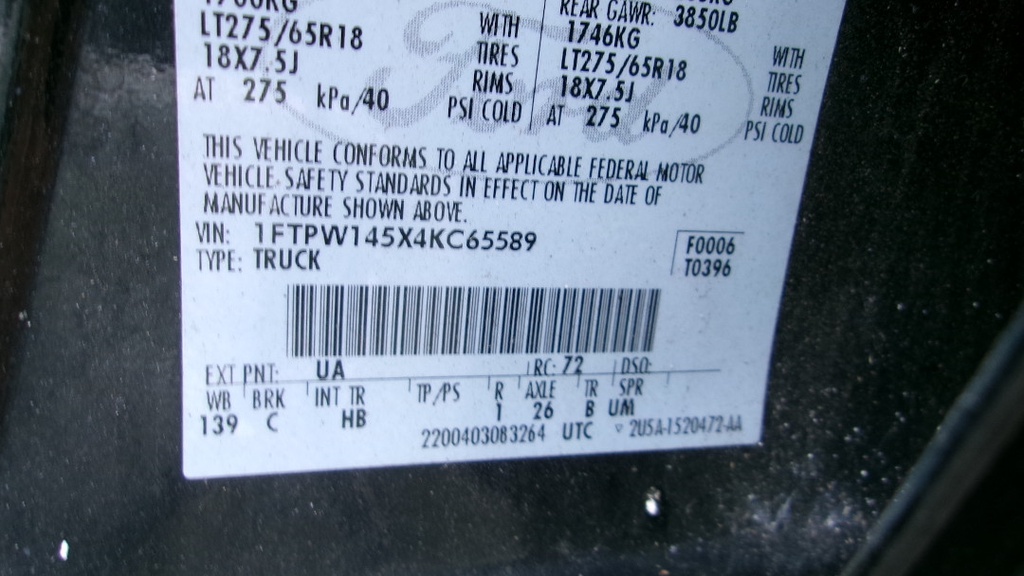 1700KG
LT275/65R18 WITH
18X7.5J TIRES
RIMS
AT 275 kPa/40 PSI COLD
REAR GAWR: 3850LB
1746KG WITH
LT275/65R18 TIRES
18X7.5J RIMS
AT 275 kPa/40 PSI COLD
Ford
THIS VEHICLE CONFORMS TO ALL APPLICABLE FEDERAL MOTOR
VEHICLE SAFETY STANDARDS IN EFFECT ON THE DATE OF
MANUFACTURE SHOWN ABOVE.
VIN: 1FTPW145X4KC65589
TYPE: TRUCK
F0006
T0396
EXT PNT: UA RC: 72 DSO:
WB BRK INT TR TP/PS R AXLE TR SPR
139 C HB 1 26 B UM
2200403083264 UTC ▽ 2U5A-1520472-AA